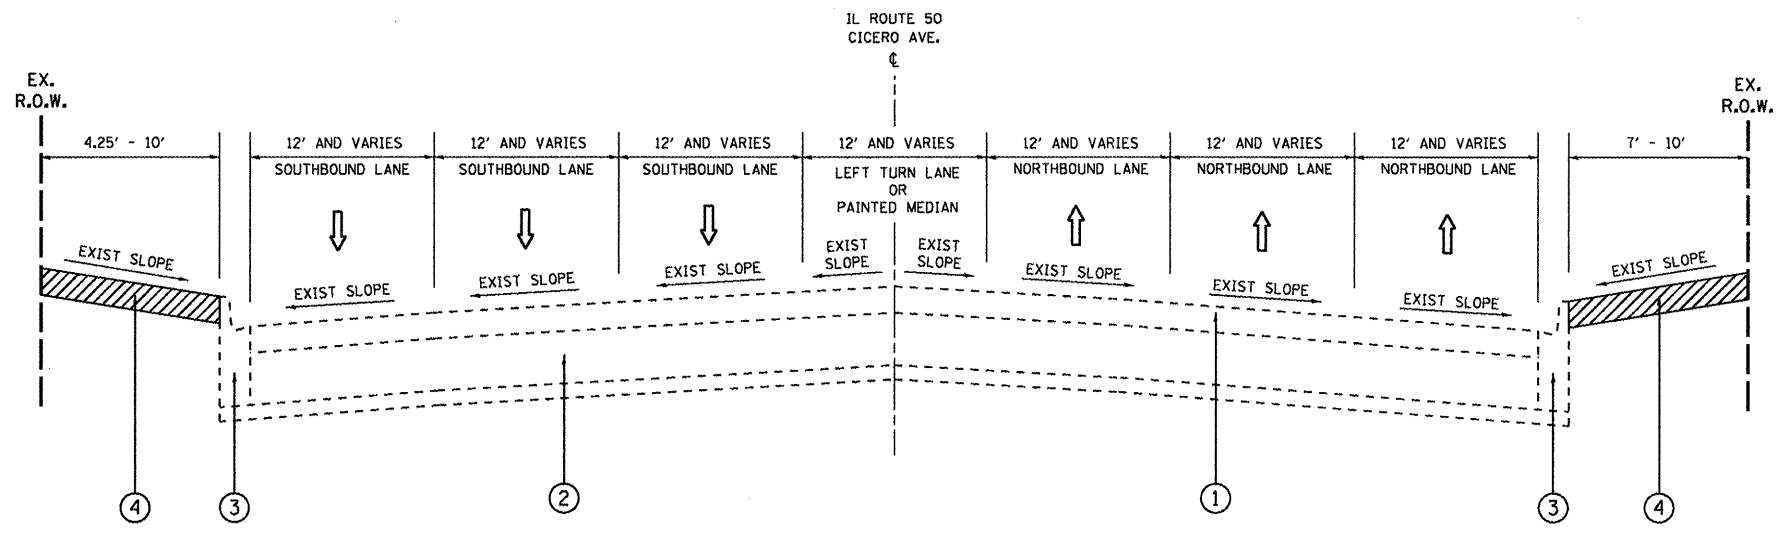 IL ROUTE 50
CICERO AVE.
℄
EX.
R.O.W.
EX.
R.O.W.
4.25' - 10'
12' AND VARIES
12' AND VARIES
12' AND VARIES
12' AND VARIES
12' AND VARIES
12' AND VARIES
12' AND VARIES
7' - 10'
SOUTHBOUND LANE
SOUTHBOUND LANE
SOUTHBOUND LANE
LEFT TURN LANE
OR
PAINTED MEDIAN
NORTHBOUND LANE
NORTHBOUND LANE
NORTHBOUND LANE
EXIST SLOPE
EXIST SLOPE
EXIST SLOPE
EXIST SLOPE
EXIST
SLOPE
EXIST
SLOPE
EXIST SLOPE
EXIST SLOPE
EXIST SLOPE
EXIST SLOPE
4
3
2
1
3
4